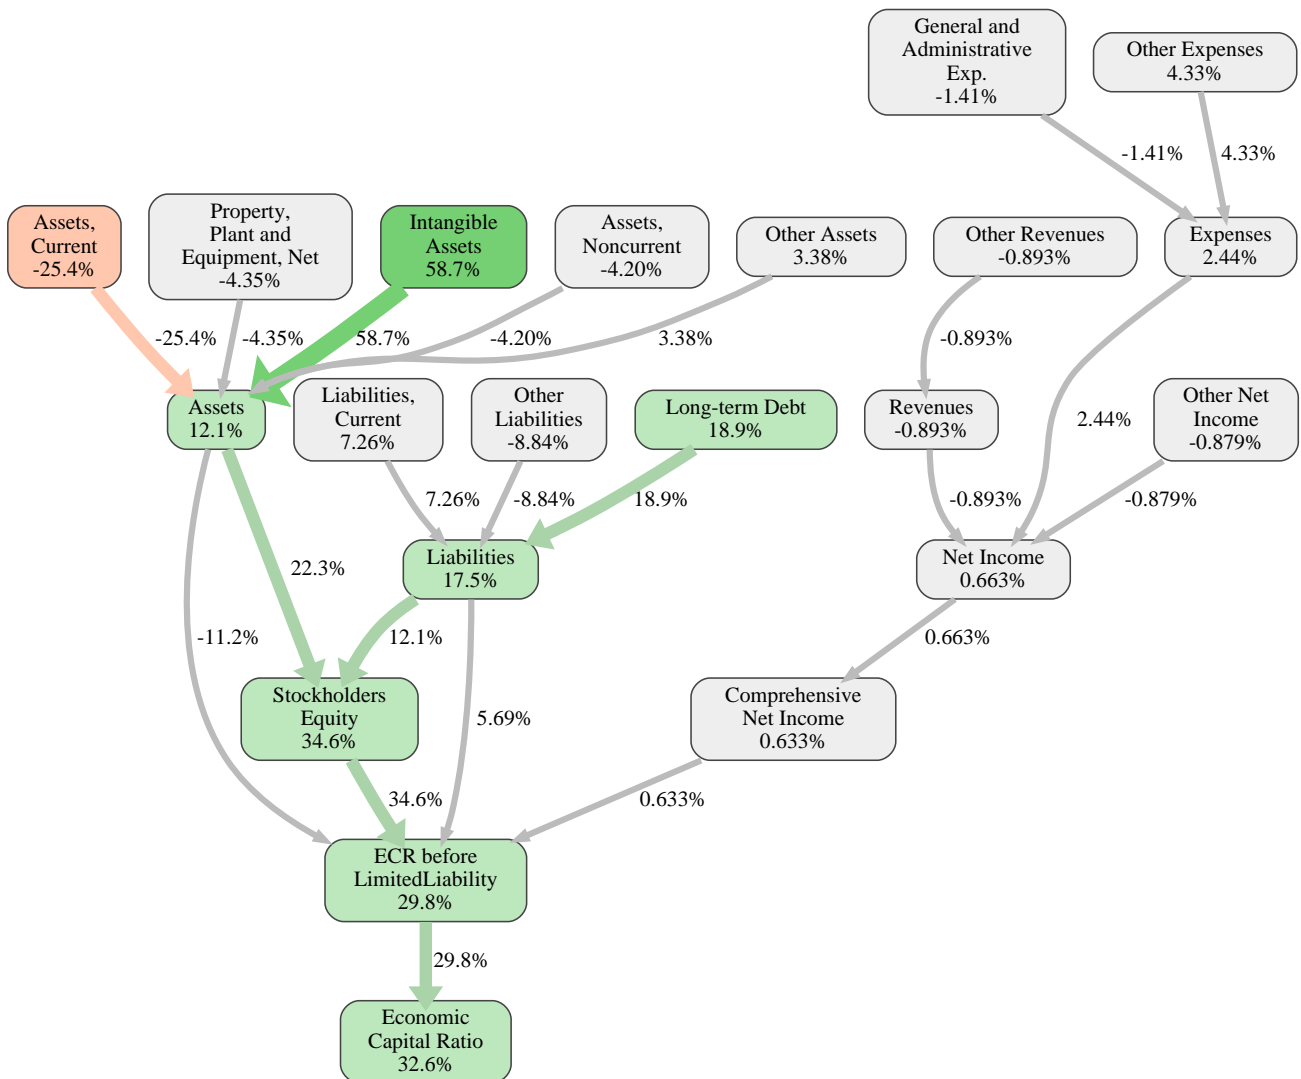 General and
Administrative
Exp.
-1.41%
Other Expenses
4.33%
-1.41%
4.33%
Assets,
Current
-25.4%
Property,
Plant and
Equipment, Net
-4.35%
Intangible
Assets
58.7%
Assets,
Noncurrent
-4.20%
Other Assets
3.38%
Other Revenues
-0.893%
Expenses
2.44%
-25.4%
-4.35%
58.7%
-4.20%
3.38%
-0.893%
Assets
12.1%
Liabilities,
Current
7.26%
Other
Liabilities
-8.84%
Long-term Debt
18.9%
Revenues
-0.893%
2.44%
Other Net
Income
-0.879%
7.26%
-8.84%
18.9%
-0.893%
-0.879%
22.3%
Liabilities
17.5%
Net Income
0.663%
-11.2%
12.1%
0.663%
Stockholders
Equity
34.6%
5.69%
Comprehensive
Net Income
0.633%
34.6%
0.633%
ECR before
LimitedLiability
29.8%
29.8%
Economic
Capital Ratio
32.6%